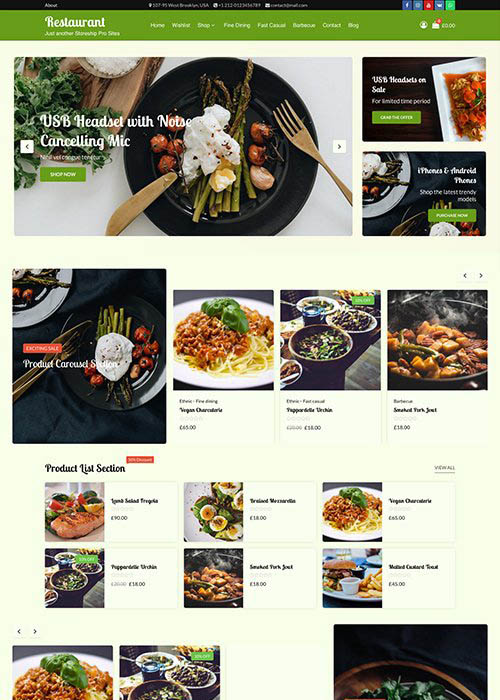 About
107-95 West Brooklyn, USA +1 212-0123456789 contact@mail.com
Restaurant
Just another Storeship Pro Sites
Home Wishlist Shop Fine Dining Fast Casual Barbecue Contact Blog
£0.00
USB Headset with Noise
Cancelling Mic
Nihil vel congue tenetur
SHOP NOW
USB Headsets on
Sale
For limited time period
GRAB THE OFFER
iPhones & Android
Phones
Shop the latest trendy
models
PURCHASE NOW
EXCITING SALE
Product Carousel Section
Ethnic - Fine dining
Vegan Charcalorie
£65.00
10% OFF
Ethnic - Fast casual
Pappardelle Urchin
£20.00 £18.00
Barbecue
Smoked Pork Jowl
£18.00
Product List Section
50% Discount
VIEW ALL
Lamb Salad Fregola
£90.00
Braised Mozzarella
£18.00
Vegan Charcalorie
£65.00
10% OFF
Pappardelle Urchin
£20.00 £18.00
Smoked Pork Jowl
£18.00
Malted Custard Toast
£45.00
10% OFF